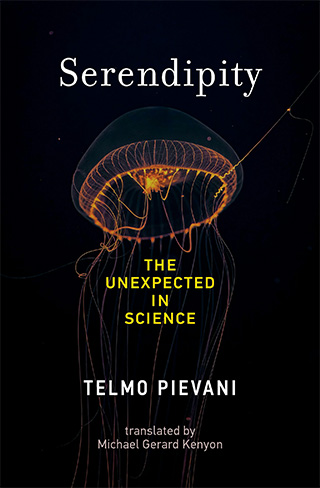 Serendipity
THE
UNEXPECTED
IN
SCIENCE
TELMO PIEVANI
translated by
Michael Gerard Kenyon